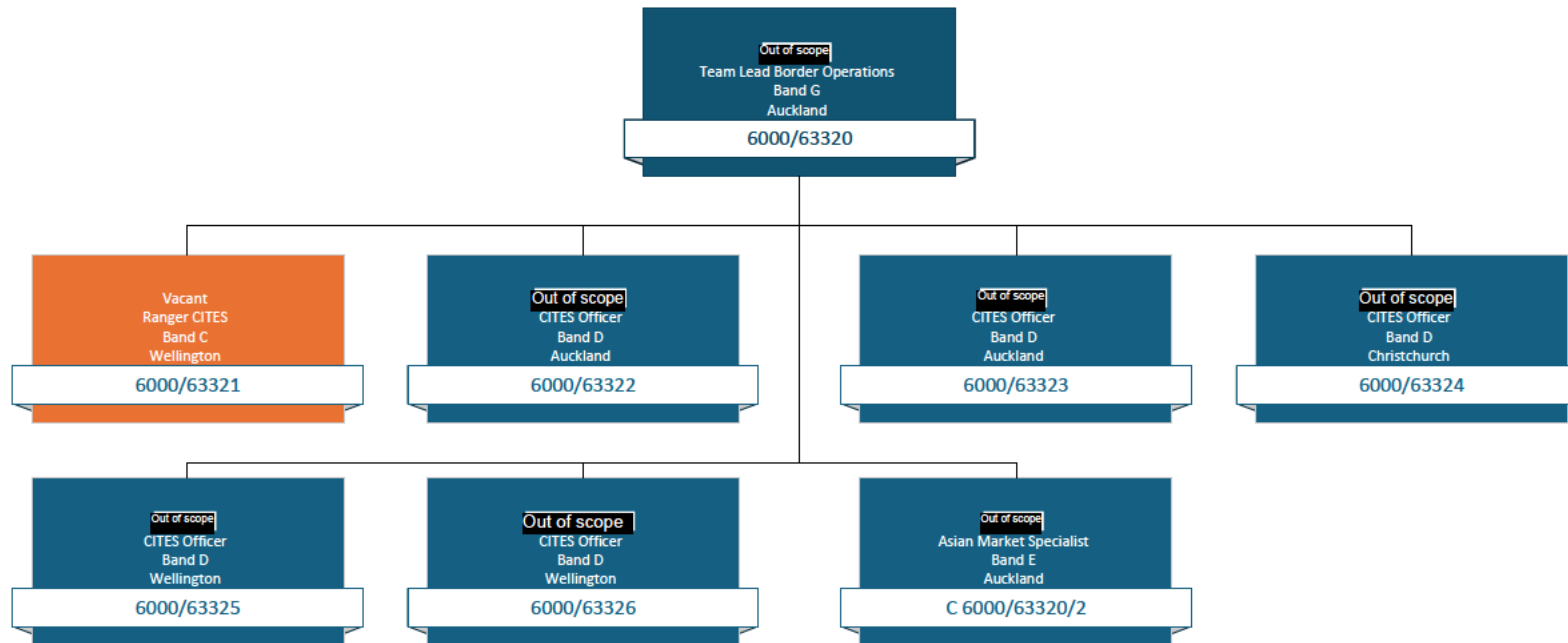 Out of scope
Team Lead Border Operations
Band G
Auckland
6000/63320
Vacant
Ranger CITES
Band C
Wellington
6000/63321
Out of scope
CITES Officer
Band D
Auckland
6000/63322
Out of scope
CITES Officer
Band D
Auckland
6000/63323
Out of scope
CITES Officer
Band D
Christchurch
6000/63324
Out of scope
CITES Officer
Band D
Wellington
6000/63325
Out of scope
CITES Officer
Band D
Wellington
6000/63326
Out of scope
Asian Market Specialist
Band E
Auckland
C 6000/63320/2